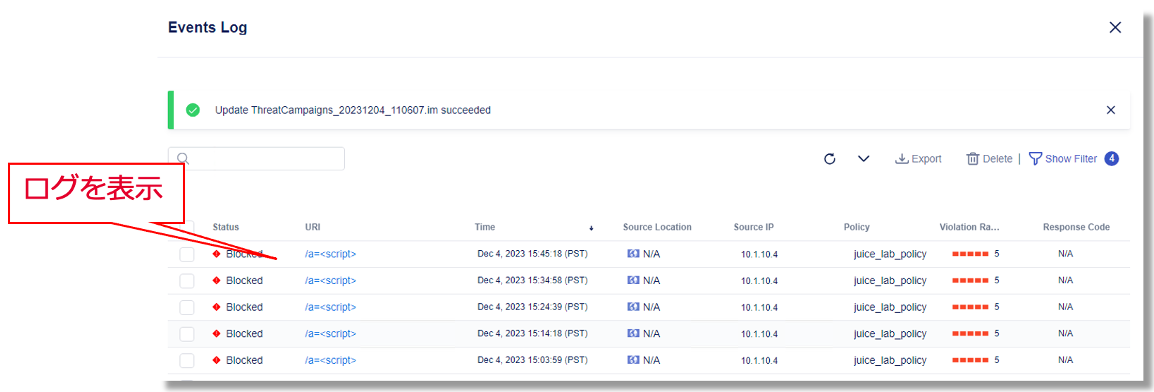 Events Log
Update ThreatCampaigns_20231204_110607.im succeeded
Export Delete | Show Filter 4
ログを表示
Status URI Time Source Location Source IP Policy Violation Ra... Response Code
Blocked /a=<script> Dec 4, 2023 15:45:18 (PST) N/A 10.1.10.4 juice_lab_policy 5 N/A
Blocked /a=<script> Dec 4, 2023 15:34:58 (PST) N/A 10.1.10.4 juice_lab_policy 5 N/A
Blocked /a=<script> Dec 4, 2023 15:24:39 (PST) N/A 10.1.10.4 juice_lab_policy 5 N/A
Blocked /a=<script> Dec 4, 2023 15:14:18 (PST) N/A 10.1.10.4 juice_lab_policy 5 N/A
Blocked /a=<script> Dec 4, 2023 15:03:59 (PST) N/A 10.1.10.4 juice_lab_policy 5 N/A